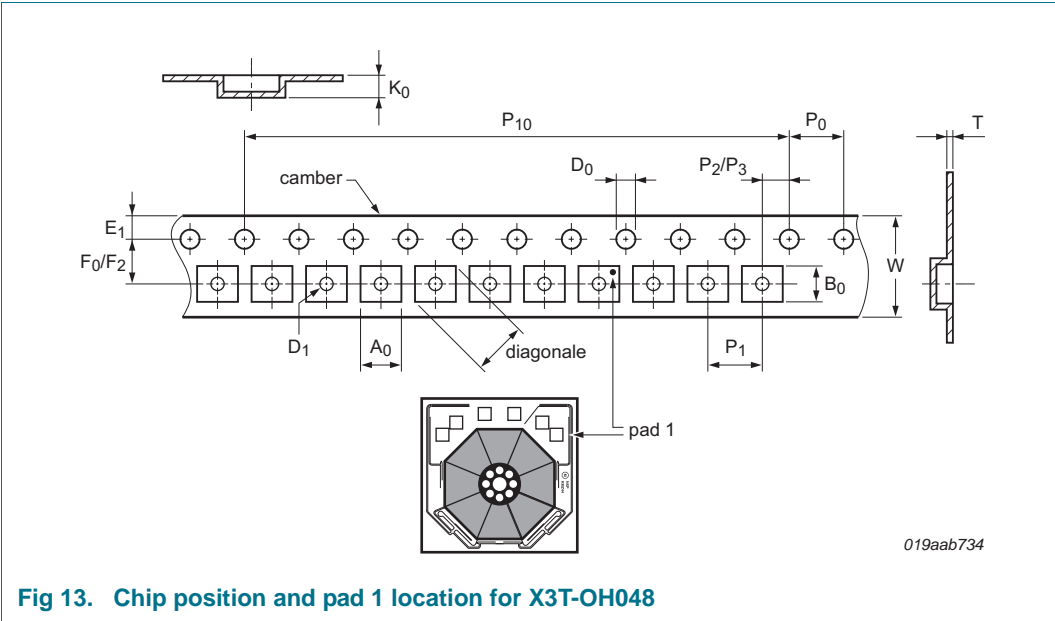 K0
P10
P0
T
D0
P2/P3
camber
E1
F0/F2
W
B0
D1
A0
diagonale
P1
pad 1
019aab734
Fig 13. Chip position and pad 1 location for X3T-OH048